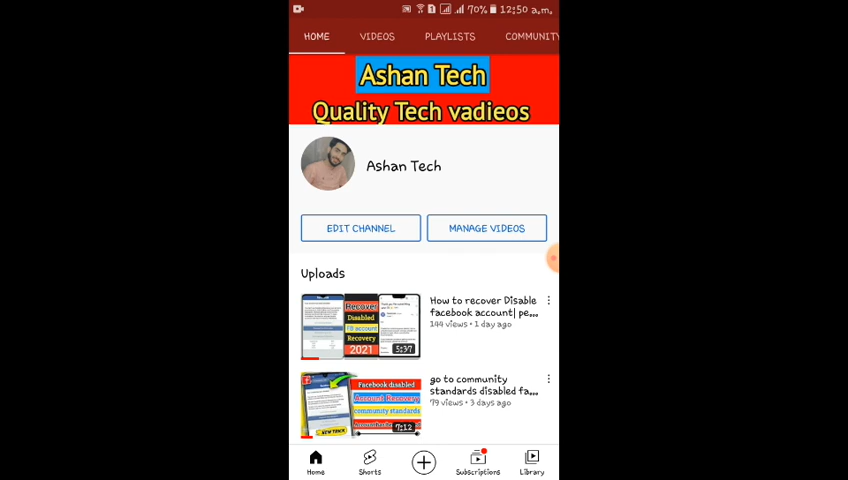 70% 12:50 a.m.
HOME VIDEOS PLAYLISTS COMMUNITY
Ashan Tech
Quality Tech vadieos
Ashan Tech
EDIT CHANNEL MANAGE VIDEOS
Uploads
Recover
Disabled
FB account
Recovery
2021
5:37
How to recover Disable
facebook account| pe...
144 views • 1 day ago
Facebook disabled
Account Recovery
community standards
7:12
NEW TRICK
go to community
standards disabled fa...
79 views • 3 days ago
Home Shorts Subscriptions Library